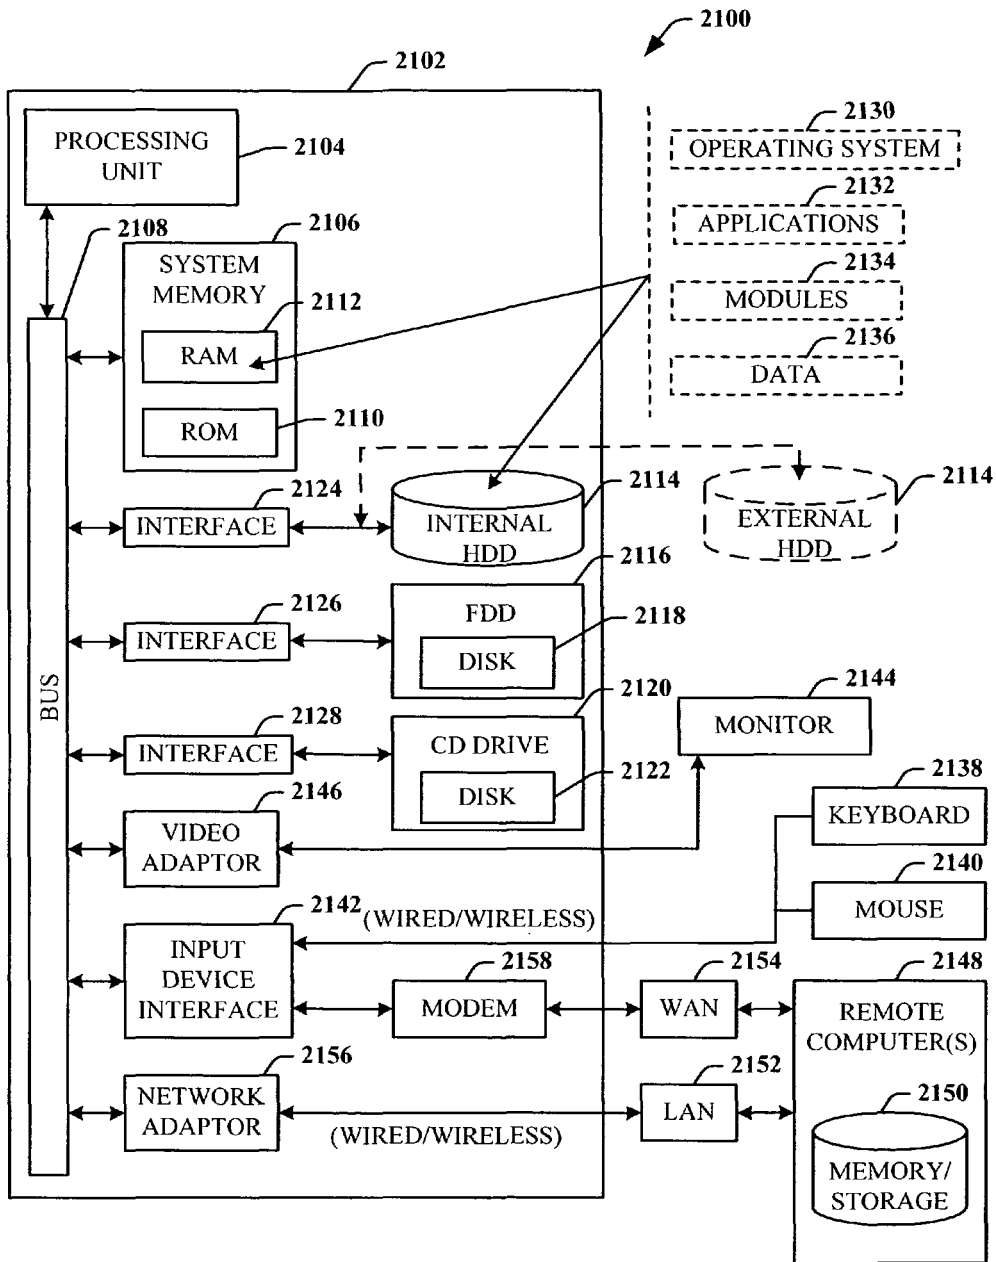 2100
2102
PROCESSING
UNIT
2104
2130
OPERATING SYSTEM
2108
2106
2132
APPLICATIONS
SYSTEM
MEMORY
2134
MODULES
2112
RAM
2136
DATA
2110
ROM
2124
INTERFACE
2114
INTERNAL
HDD
2114
EXTERNAL
HDD
2116
FDD
2126
INTERFACE
2118
DISK
BUS
2120
CD DRIVE
2144
MONITOR
2128
INTERFACE
2122
DISK
2138
KEYBOARD
2146
VIDEO
ADAPTOR
2140
MOUSE
2142
(WIRED/WIRELESS)
INPUT
DEVICE
INTERFACE
2158
MODEM
2154
WAN
2148
REMOTE
COMPUTER(S)
2156
NETWORK
ADAPTOR
(WIRED/WIRELESS)
2152
LAN
2150
MEMORY/
STORAGE